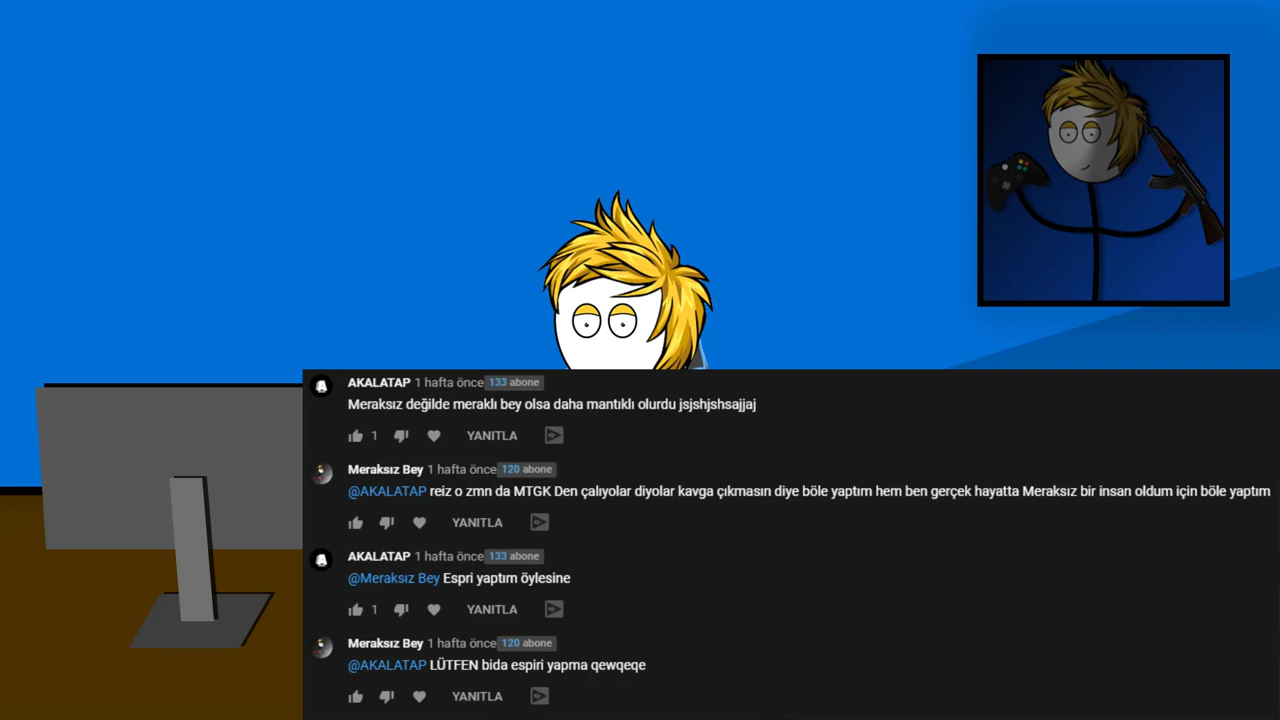 AKALATAP 1 hafta önce 133 abone
Meraksız değilde meraklı bey olsa daha mantıklı olurdu jsjshjshsajjaj
1 YANITLA
Meraksız Bey 1 hafta önce 120 abone
@AKALATAP reiz o zmn da MTGK Den çalıyolar diyolar kavga çıkmasın diye böle yaptım hem ben gerçek hayatta Meraksız bir insan oldum için böle yaptım
YANITLA
AKALATAP 1 hafta önce 133 abone
@Meraksız Bey Espri yaptım öylesine
1 YANITLA
Meraksız Bey 1 hafta önce 120 abone
@AKALATAP LÜTFEN bida espiri yapma qewqeqe
YANITLA